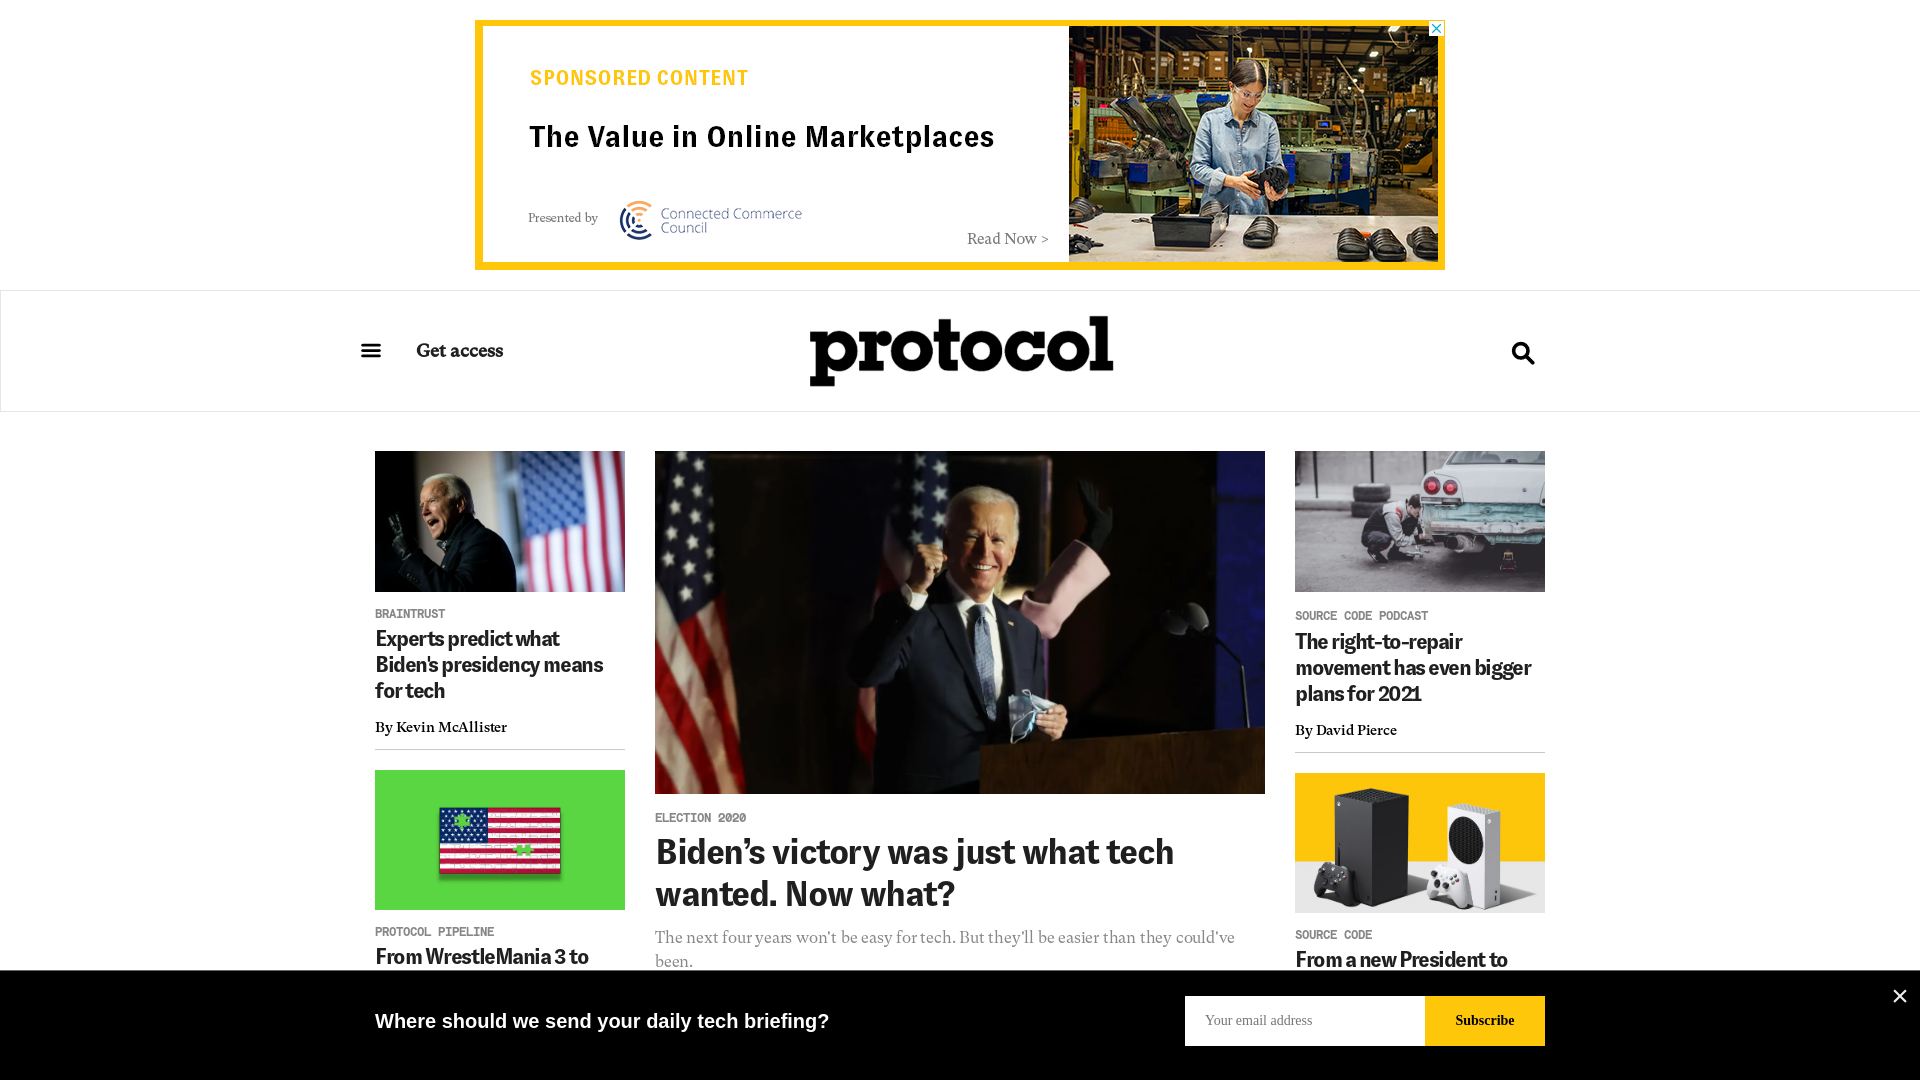 SPONSORED CONTENT
The Value in Online Marketplaces
Presented by
Connected Commerce
Council
Read Now >
Get access
protocol
BRAINTRUST
Experts predict what
Biden's presidency means
for tech
By Kevin McAllister
PROTOCOL PIPELINE
From WrestleMania 3 to
ELECTION 2020
Biden’s victory was just what tech
wanted. Now what?
The next four years won't be easy for tech. But they'll be easier than they could've
been.
SOURCE CODE PODCAST
The right-to-repair
movement has even bigger
plans for 2021
By David Pierce
SOURCE CODE
From a new President to
Where should we send your daily tech briefing?
Your email address
Subscribe